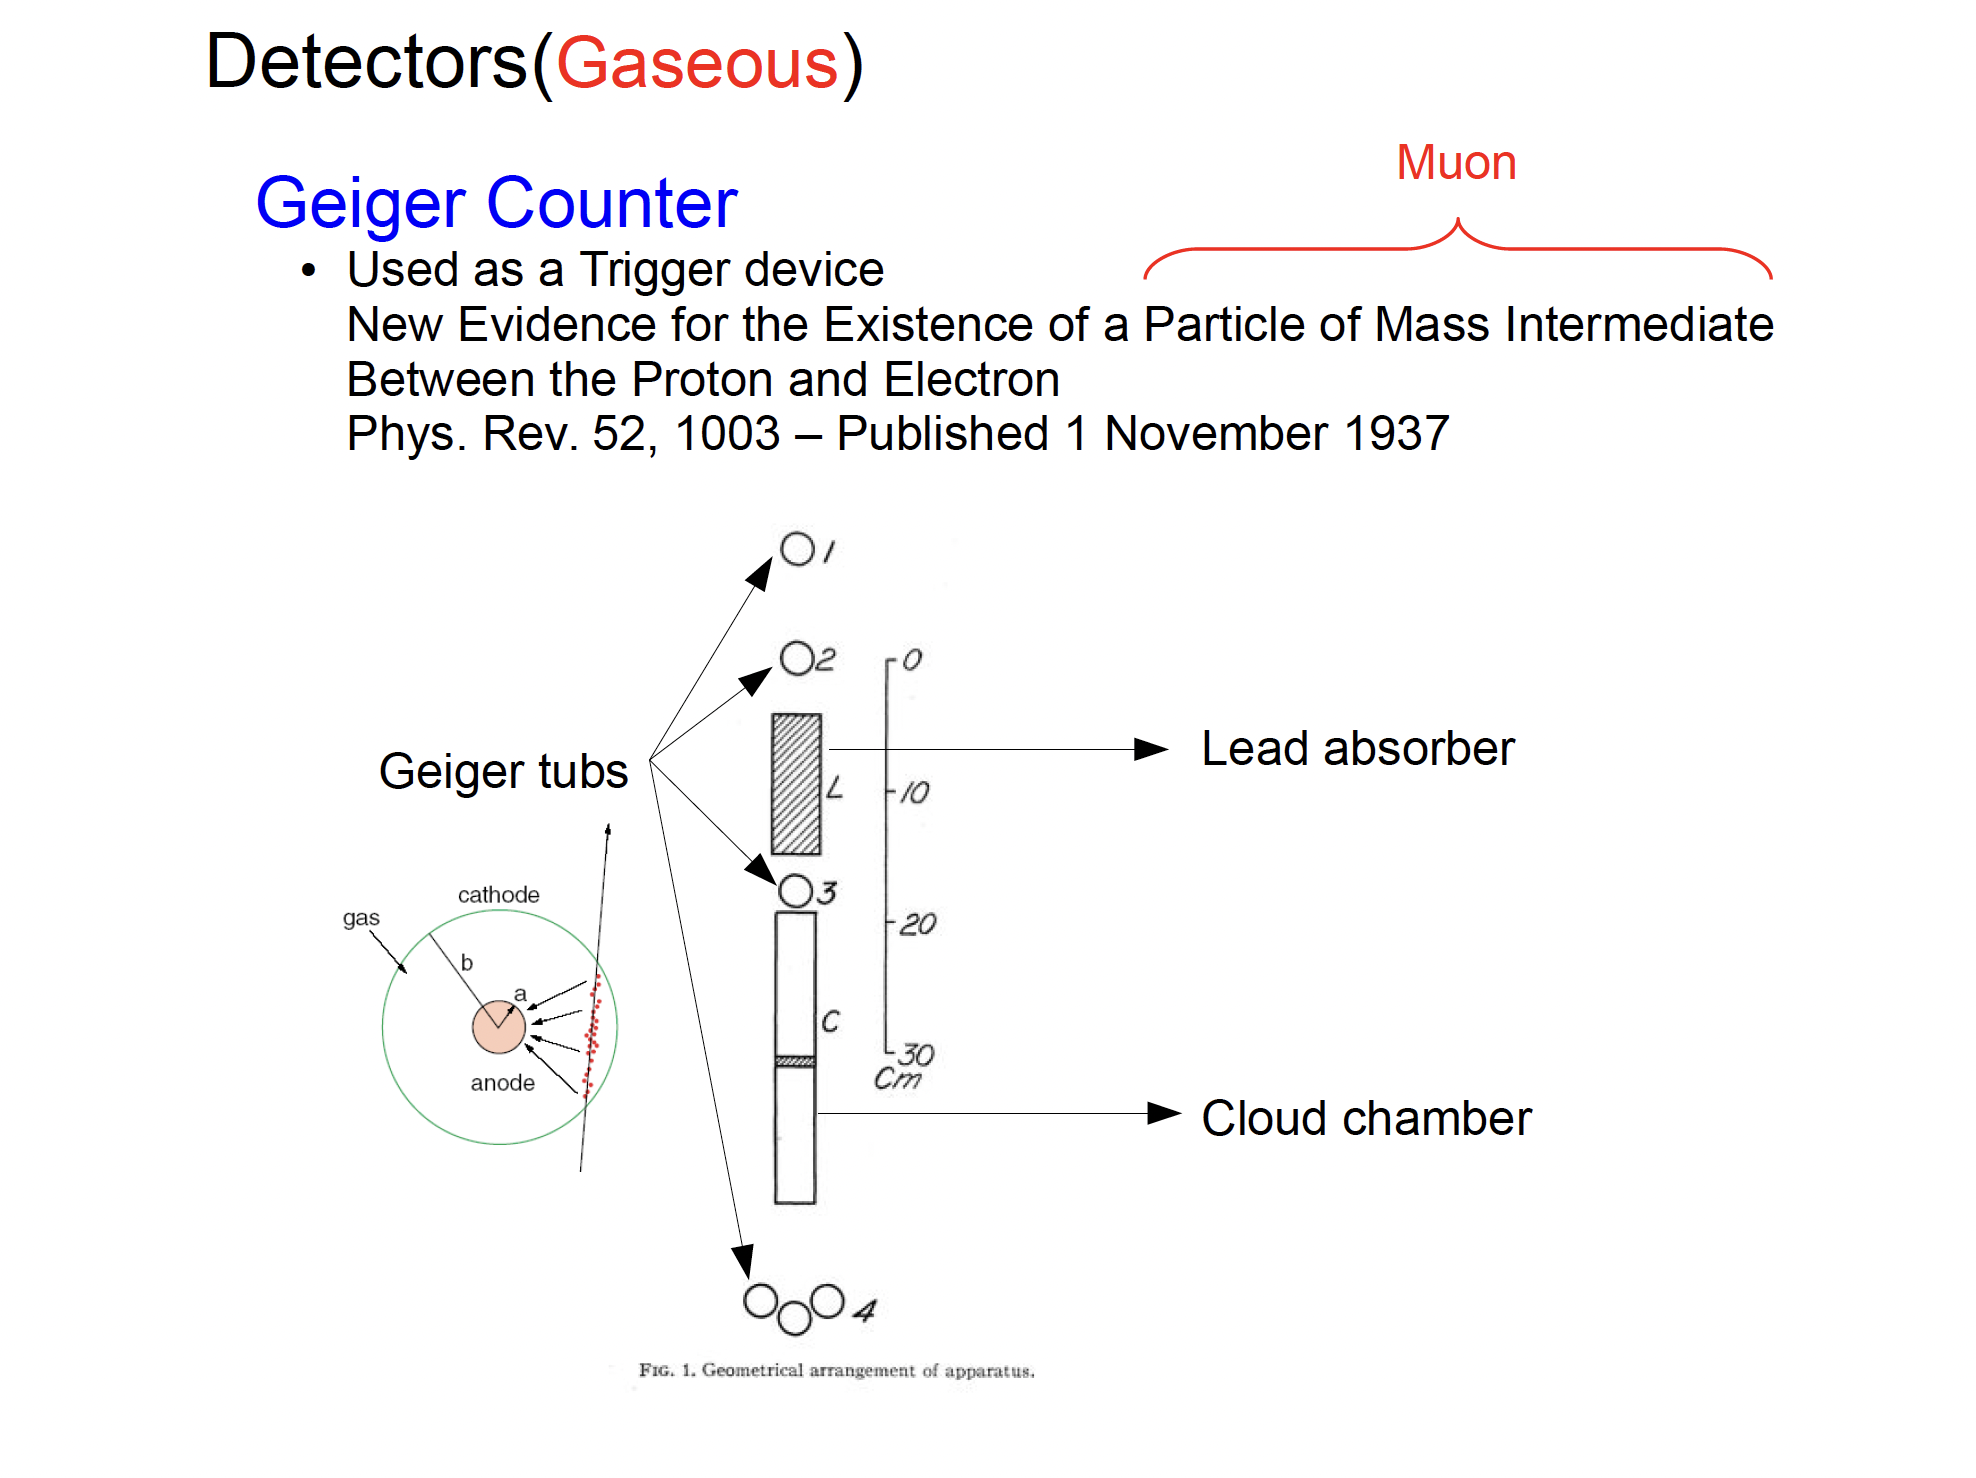 Detectors(Gaseous)
Muon
Geiger Counter
• Used as a Trigger device
New Evidence for the Existence of a Particle of Mass Intermediate
Between the Proton and Electron
Phys. Rev. 52, 1003 – Published 1 November 1937
1
2
0
Lead absorber
Geiger tubs
L
10
cathode
3
gas
20
b
a
C
30
Cm
anode
Cloud chamber
4
FIG. 1. Geometrical arrangement of apparatus.